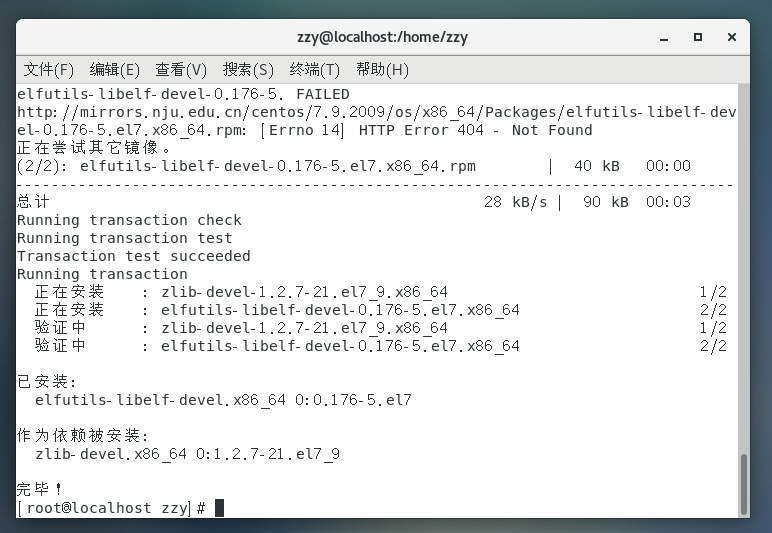 zzy@localhost:/home/zzy
文件(F) 编辑(E) 查看(V) 搜索(S) 终端(T) 帮助(H)
elfutils-libelf-devel-0.176-5. FAILED
http://mirrors.nju.edu.cn/centos/7.9.2009/os/x86_64/Packages/elfutils-libelf-dev
el-0.176-5.el7.x86_64.rpm: [Errno 14] HTTP Error 404 - Not Found
正在尝试其它镜像。
(2/2): elfutils-libelf-devel-0.176-5.el7.x86_64.rpm | 40 kB 00:00
--------------------------------------------------------------------------------
总计 28 kB/s | 90 kB 00:03
Running transaction check
Running transaction test
Transaction test succeeded
Running transaction
正在安装 : zlib-devel-1.2.7-21.el7_9.x86_64 1/2
正在安装 : elfutils-libelf-devel-0.176-5.el7.x86_64 2/2
验证中 : zlib-devel-1.2.7-21.el7_9.x86_64 1/2
验证中 : elfutils-libelf-devel-0.176-5.el7.x86_64 2/2
已安装:
elfutils-libelf-devel.x86_64 0:0.176-5.el7
作为依赖被安装:
zlib-devel.x86_64 0:1.2.7-21.el7_9
完毕！
[root@localhost zzy]#